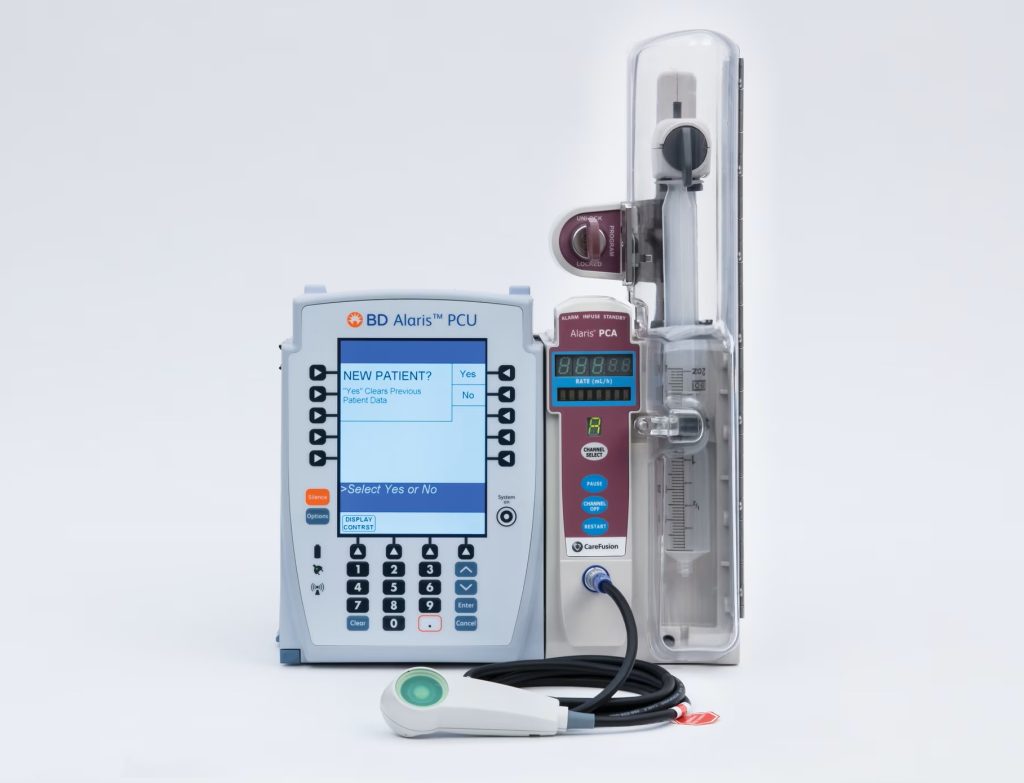 BD Alaris™ PCU
NEW PATIENT?
"Yes" Clears Previous
Patient Data
Yes
No
>Select Yes or No
DISPLAY
CONTRST
Silence
Options
System
on
1
2
3
4
5
6
7
8
9
Enter
Clear
0
.
Cancel
UNLOCK
PROGRAM
LOCKED
ALARM INFUSE STANDBY
Alaris® PCA
RATE (mL/h)
A
CHANNEL
SELECT
PAUSE
CHANNEL
OFF
RESTART
CareFusion